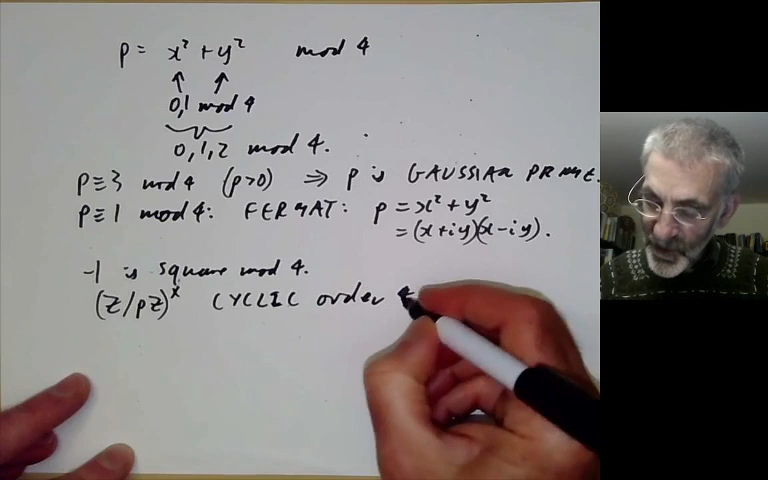 p = x² + y² mod 4
↑ ↑
0,1 mod 4
0, 1, 2 mod 4.
p≡3 mod 4 (p>0) ⇒ p is GAUSSIAN PRIME.
p≡1 mod 4: FERMAT: p = x² + y²
= (x+iy)(x-iy).
-1 is square mod 4.
(Z/pZ)ˣ CYCLIC order